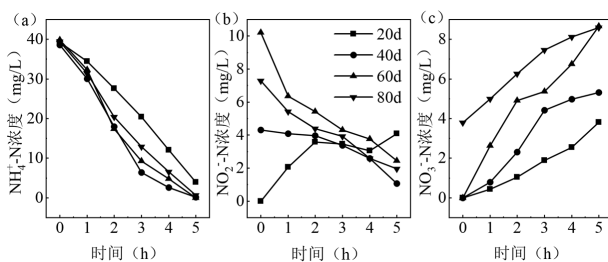 (a)
NH₄⁺-N浓度（mg/L）
40
30
20
10
0
0 1 2 3 4 5
时间（h）
(b)
NO₂⁻-N浓度（mg/L）
10
8
6
4
2
0
20d
40d
60d
80d
0 1 2 3 4 5
时间（h）
(c)
NO₃⁻-N浓度（mg/L）
8
6
4
2
0
0 1 2 3 4 5
时间（h）